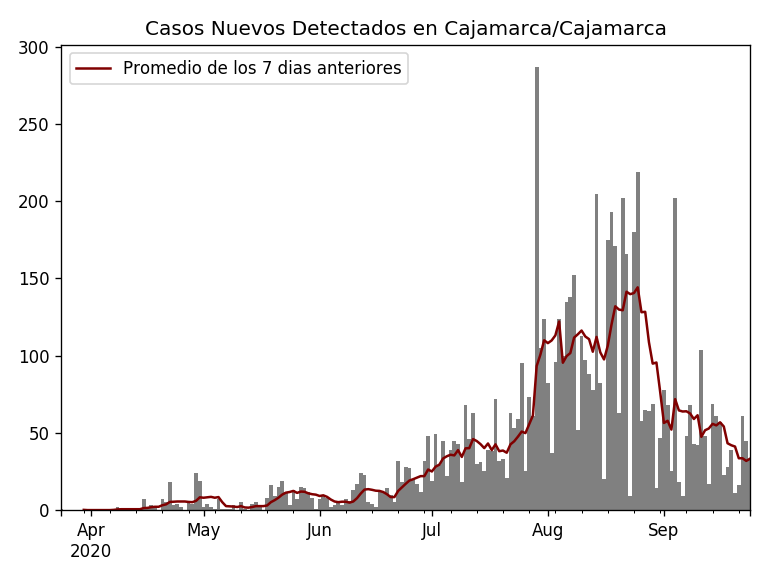 Casos Nuevos Detectados en Cajamarca/Cajamarca
Promedio de los 7 dias anteriores
300
250
200
150
100
50
0
Apr May Jun Jul Aug Sep
2020